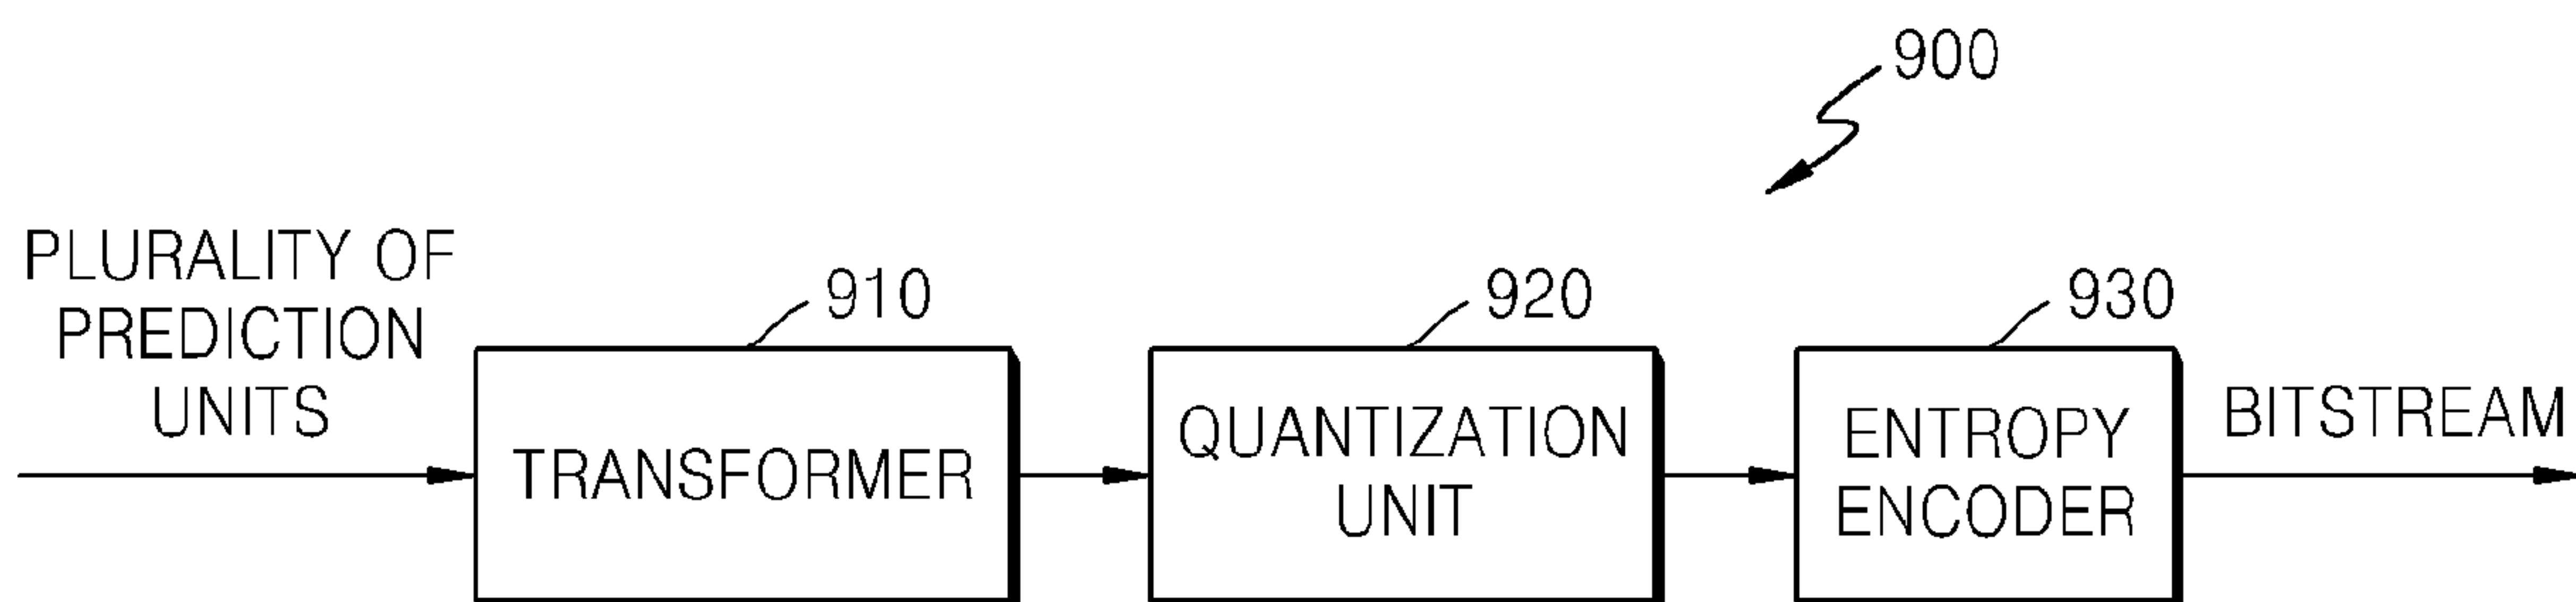 900
PLURALITY OF
PREDICTION
UNITS
910
920
930
TRANSFORMER
QUANTIZATION
UNIT
ENTROPY
ENCODER
BITSTREAM